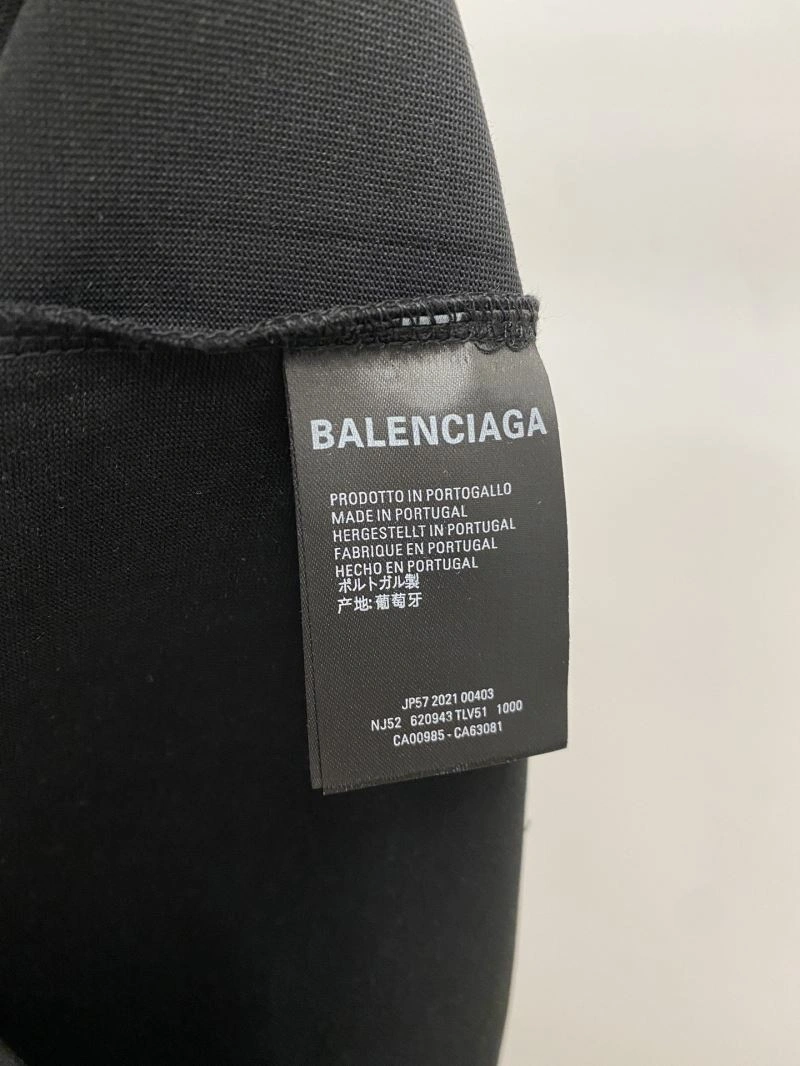 BALENCIAGA
PRODOTTO IN PORTOGALLO
MADE IN PORTUGAL
HERGESTELLT IN PORTUGAL
FABRIQUE EN PORTUGAL
HECHO EN PORTUGAL
ポルトガル製
产地:葡萄牙
JP57 2021 00403
NJ52 620943 TLV51 1000
CA00985 - CA63081